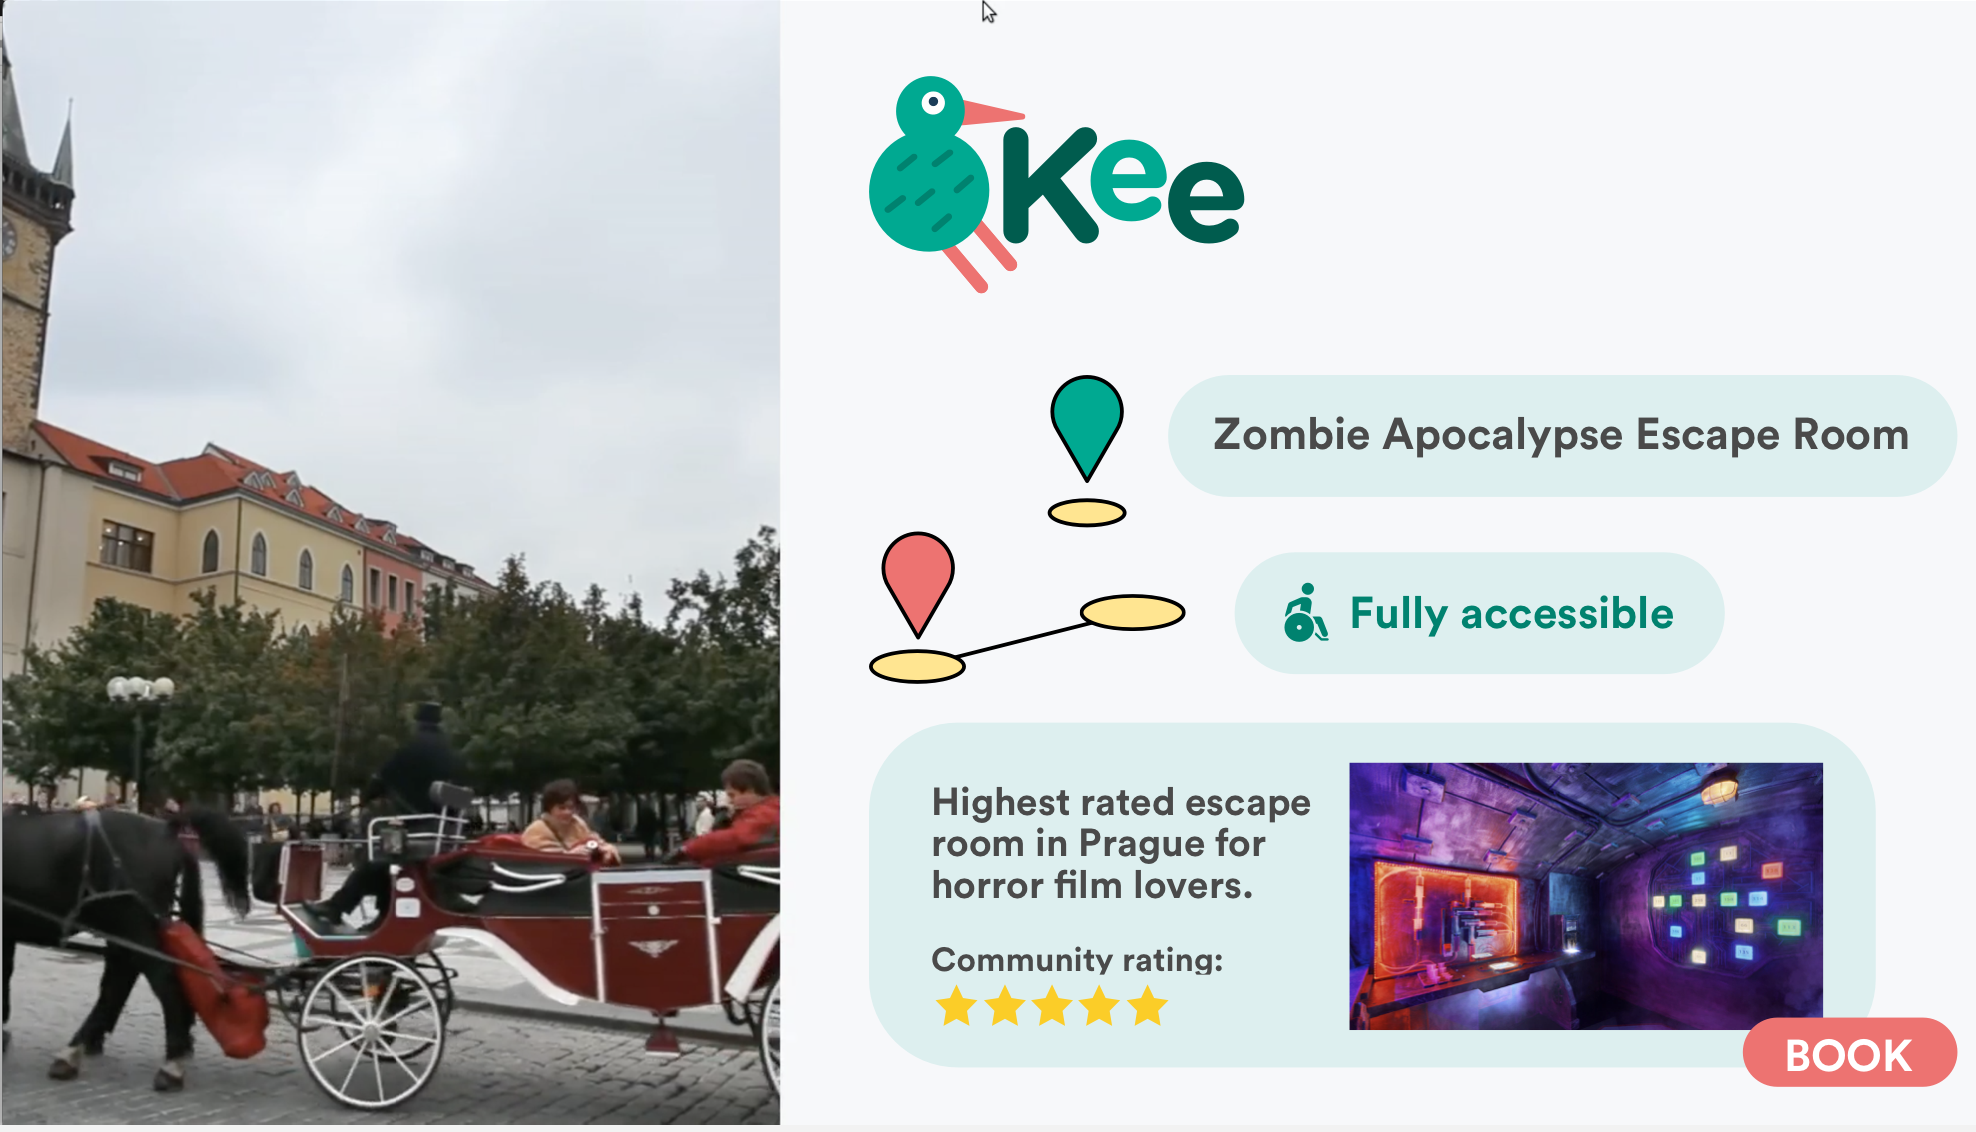 Kee
Zombie Apocalypse Escape Room
Fully accessible
Highest rated escape
room in Prague for
horror film lovers.
Community rating:
BOOK